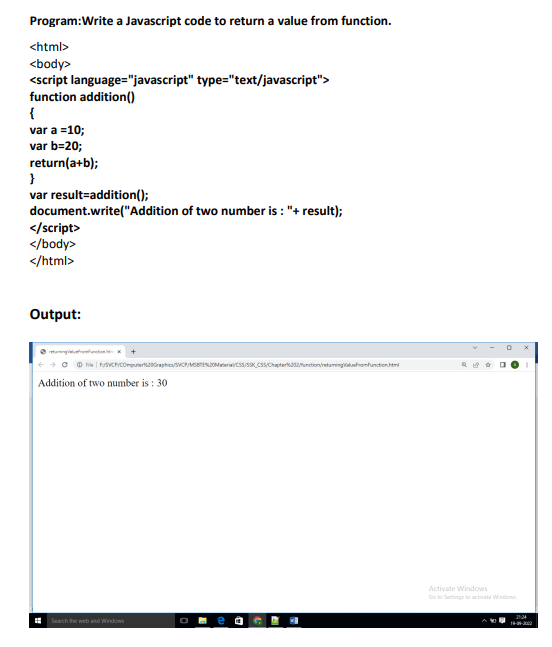 Program:Write a Javascript code to return a value from function.
<html>
<body>
<script language="javascript" type="text/javascript">
function addition()
{
var a =10;
var b=20;
return(a+b);
}
var result=addition();
document.write("Addition of two number is : "+ result);
</script>
</body>
</html>
Output:
returningValueFromFunction.ht
File | F:/SVCP/COmputer%20Graphics/SVCP/MSBTE%20Material/CSS/SSK_CSS/Chapter%202/function/returningValueFromFunction.html
Addition of two number is : 30
Activate Windows
Go to Settings to activate Windows.
Search the web and Windows
21:24
19-09-2022